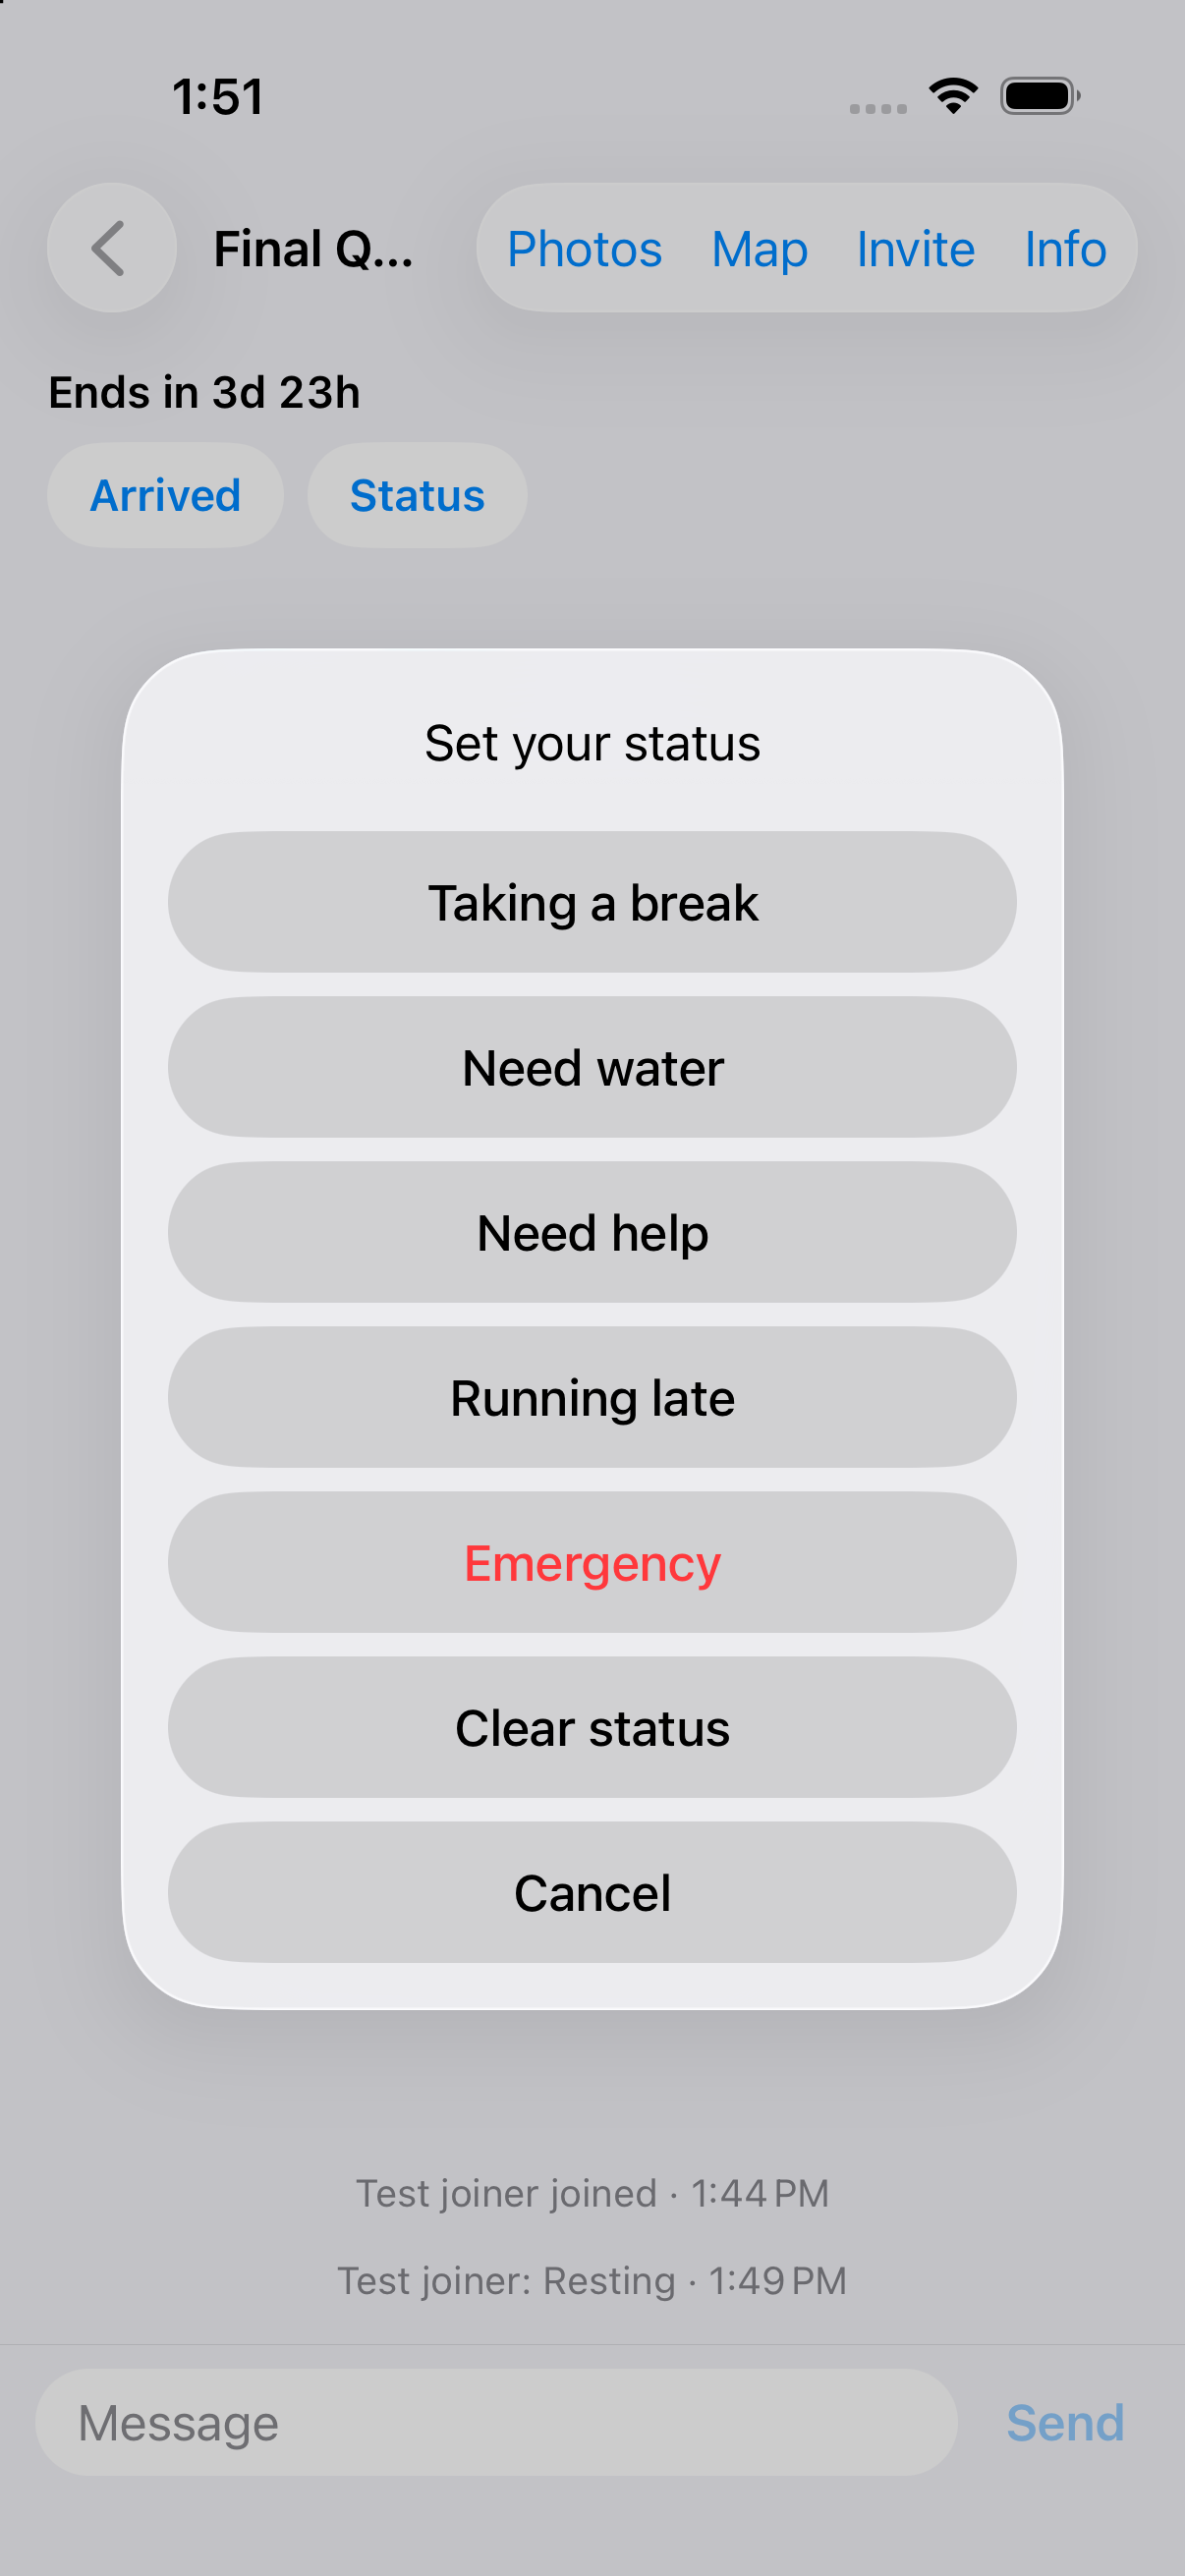 1:51
Final Q...
Photos Map Invite Info
Ends in 3d 23h
Arrived Status
Set your status
Taking a break
Need water
Need help
Running late
Emergency
Clear status
Cancel
Test joiner joined · 1:44 PM
Test joiner: Resting · 1:49 PM
Message Send